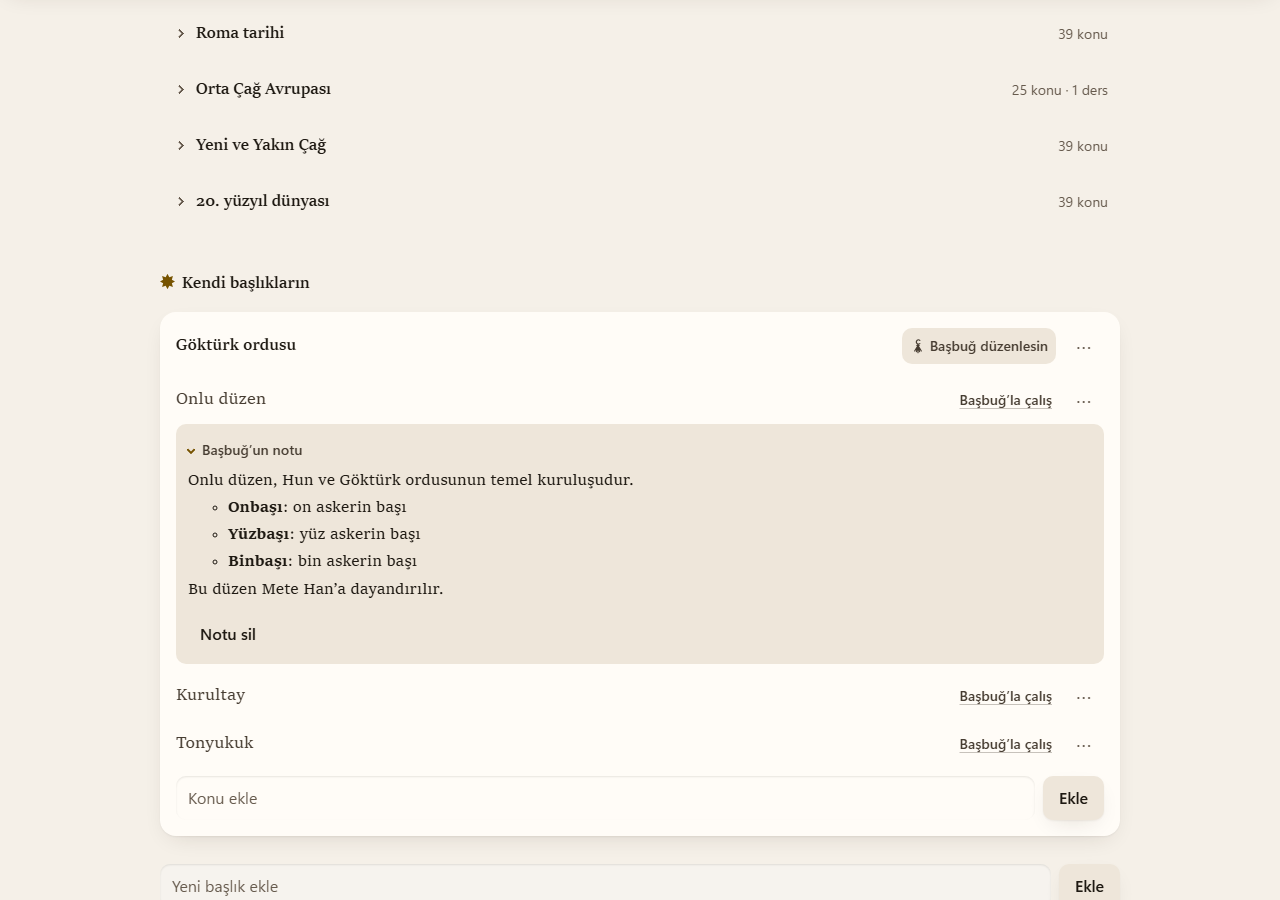 Roma tarihi 39 konu
Orta Çağ Avrupası 25 konu · 1 ders
Yeni ve Yakın Çağ 39 konu
20. yüzyıl dünyası 39 konu
Kendi başlıkların
Göktürk ordusu Başbuğ düzenlesin ...
Onlu düzen Başbuğ’la çalış ...
Başbuğ’un notu
Onlu düzen, Hun ve Göktürk ordusunun temel kuruluşudur.
Onbaşı: on askerin başı
Yüzbaşı: yüz askerin başı
Binbaşı: bin askerin başı
Bu düzen Mete Han’a dayandırılır.
Notu sil
Kurultay Başbuğ’la çalış ...
Tonyukuk Başbuğ’la çalış ...
Konu ekle Ekle
Yeni başlık ekle Ekle